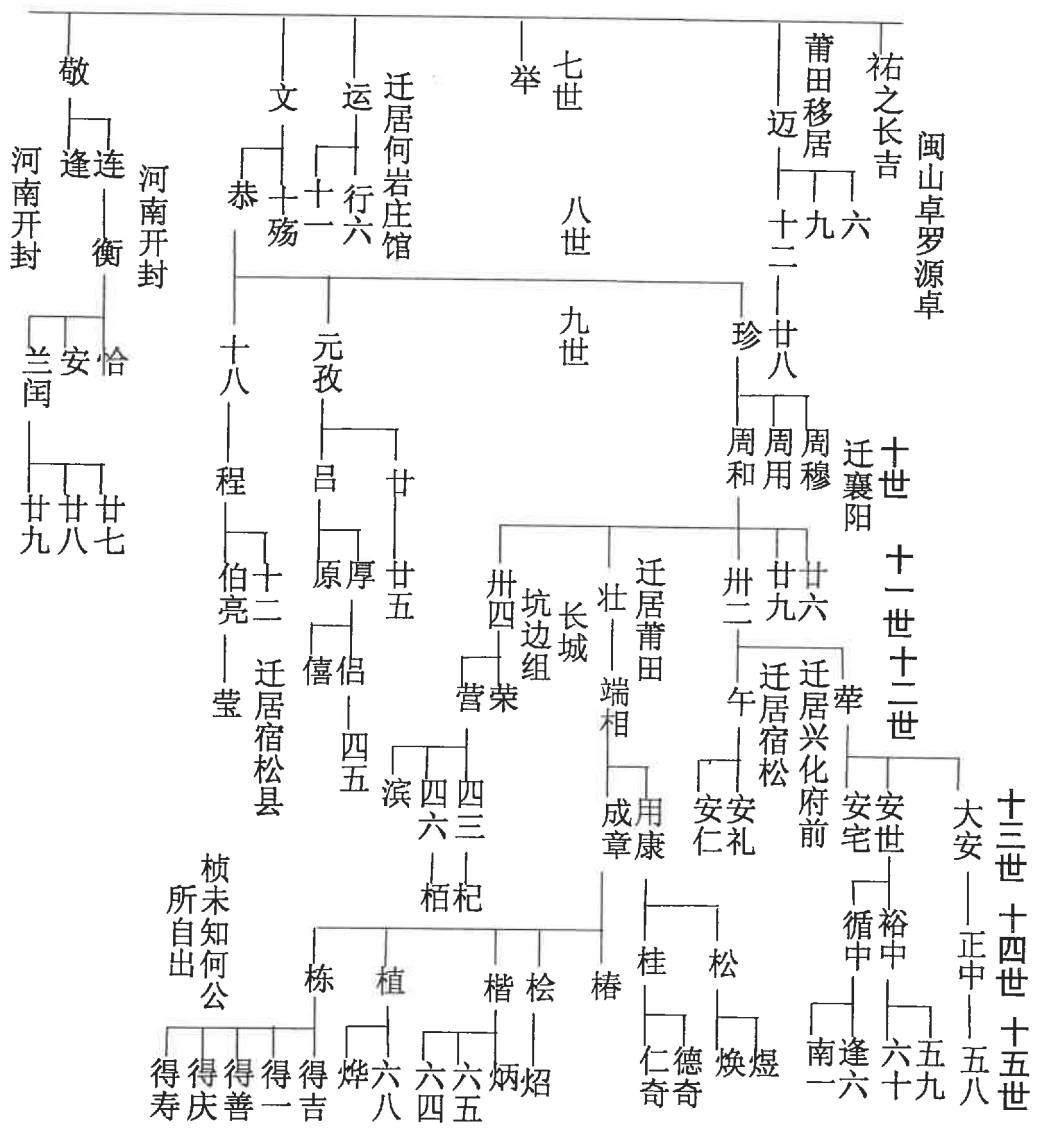 祐之长吉
闽山卓罗源卓
莆田移居
迈
七世
举
迁居何岩庄馆
运
文
敬
六
九
十二
八世
行六
十一
十殇
恭
连
逢
河南开封
衡
河南开封
廿八
珍
九世
元孜
十八
恰
安
兰闰
十世
迁襄阳
周穆
周用
周和
廿
吕
程
廿七
廿八
廿九
十一世
廿六
廿九
卅二
迁居莆田
壮
长城
坑边组
卅四
廿五
厚
原
十二
伯亮
十二世
荦
迁居兴化府前
迁居宿松
午
端相
荣
营
侣
僖
迁居宿松县
莹
四五
十三世
大安
安世
安宅
安礼
安仁
用康
成章
四三
四六
滨
十四世
正中
裕中
循中
松
桂
杞
栢
椿
桧
楷
植
栋
桢未知何公
所自出
十五世
五八
五九
六十
逢六
南一
煜
焕
德奇
仁奇
炤
炳
六五
六四
六八
烨
得吉
得一
得善
得庆
得寿